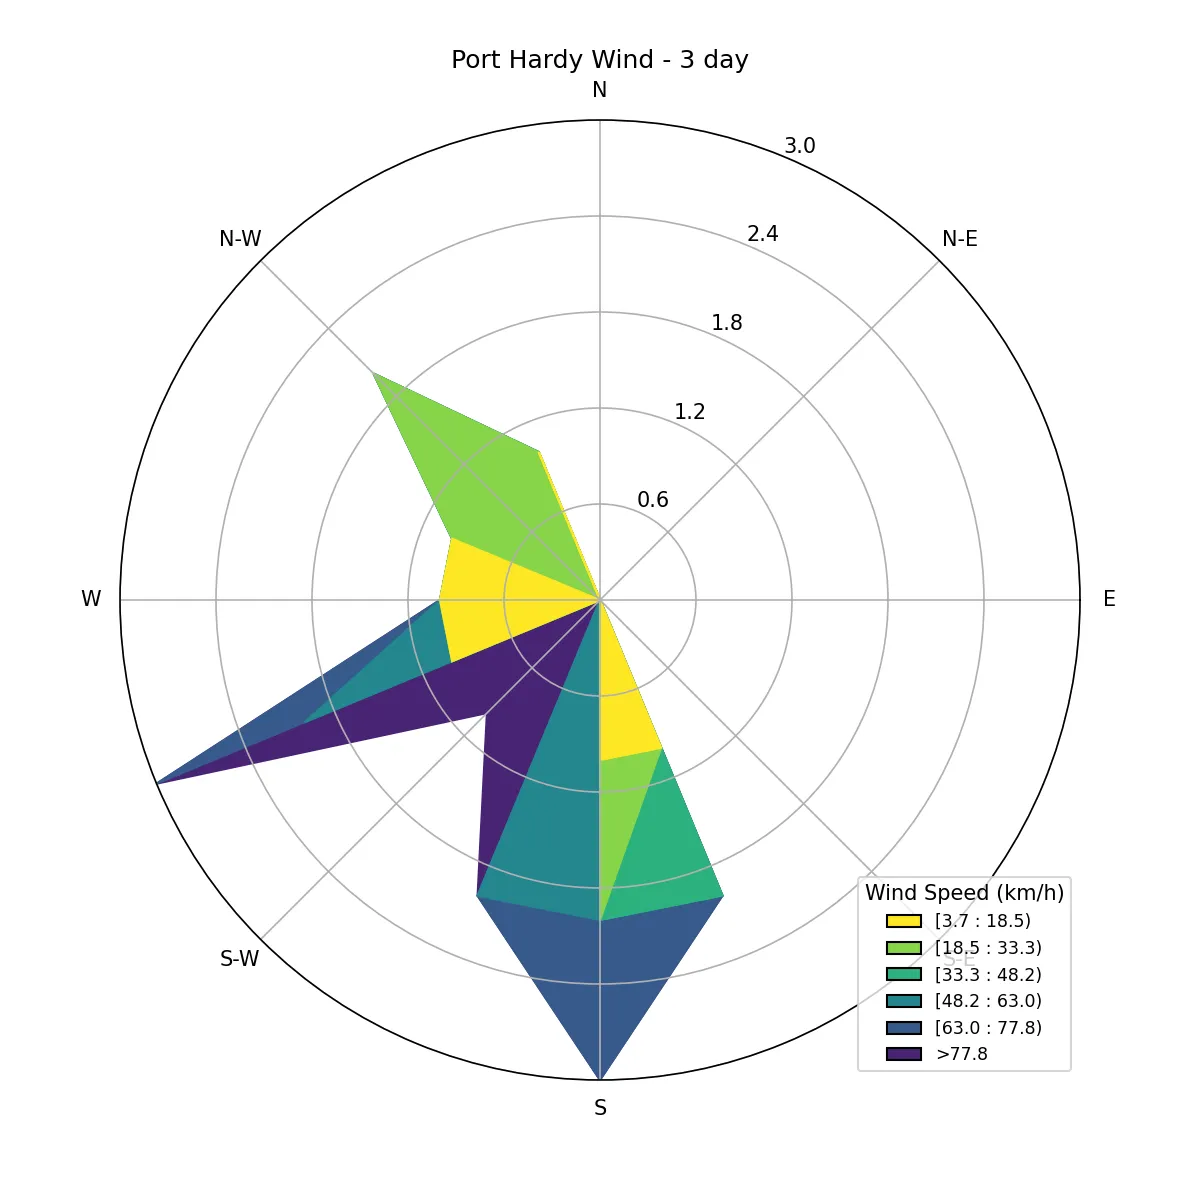 Port Hardy Wind - 3 day
N
3.0
N-W
N-E
2.4
1.8
1.2
0.6
W
E
S-W
S-E
S
Wind Speed (km/h)
[3.7 : 18.5)
[18.5 : 33.3)
[33.3 : 48.2)
[48.2 : 63.0)
[63.0 : 77.8)
>77.8